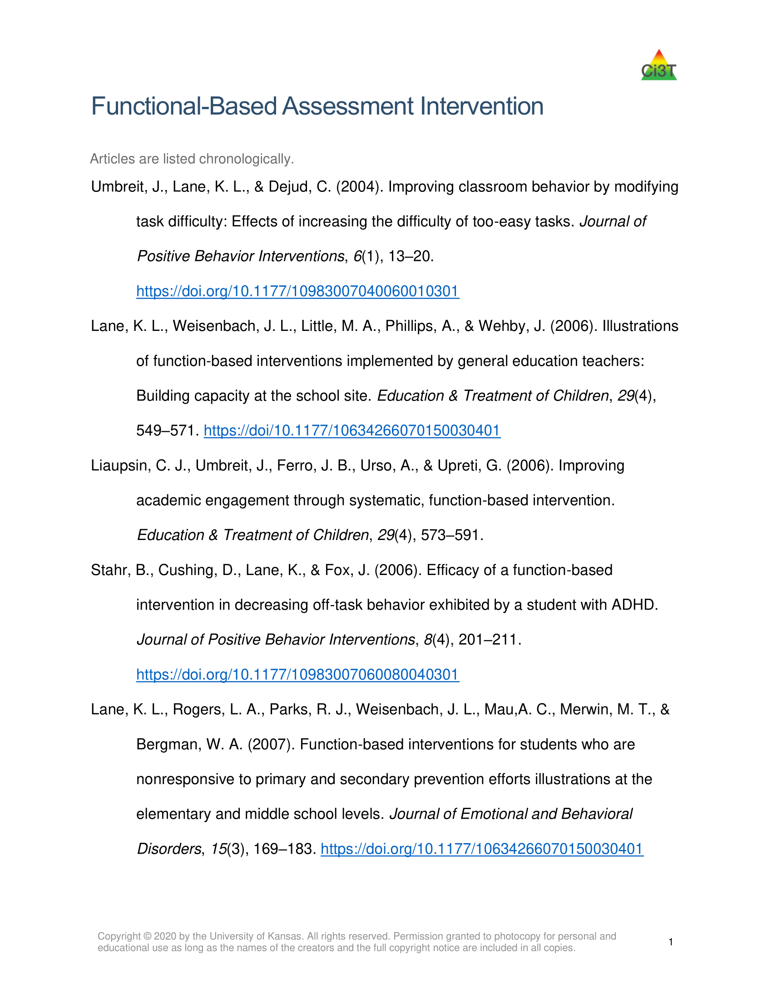 Ci3T
Functional-Based Assessment Intervention
Articles are listed chronologically.
Umbreit, J., Lane, K. L., & Dejud, C. (2004). Improving classroom behavior by modifying
task difficulty: Effects of increasing the difficulty of too-easy tasks. Journal of
Positive Behavior Interventions, 6(1), 13–20.
https://doi.org/10.1177/10983007040060010301
Lane, K. L., Weisenbach, J. L., Little, M. A., Phillips, A., & Wehby, J. (2006). Illustrations
of function-based interventions implemented by general education teachers:
Building capacity at the school site. Education & Treatment of Children, 29(4),
549–571. https://doi/10.1177/10634266070150030401
Liaupsin, C. J., Umbreit, J., Ferro, J. B., Urso, A., & Upreti, G. (2006). Improving
academic engagement through systematic, function-based intervention.
Education & Treatment of Children, 29(4), 573–591.
Stahr, B., Cushing, D., Lane, K., & Fox, J. (2006). Efficacy of a function-based
intervention in decreasing off-task behavior exhibited by a student with ADHD.
Journal of Positive Behavior Interventions, 8(4), 201–211.
https://doi.org/10.1177/10983007060080040301
Lane, K. L., Rogers, L. A., Parks, R. J., Weisenbach, J. L., Mau,A. C., Merwin, M. T., &
Bergman, W. A. (2007). Function-based interventions for students who are
nonresponsive to primary and secondary prevention efforts illustrations at the
elementary and middle school levels. Journal of Emotional and Behavioral
Disorders, 15(3), 169–183. https://doi.org/10.1177/10634266070150030401
Copyright © 2020 by the University of Kansas. All rights reserved. Permission granted to photocopy for personal and
educational use as long as the names of the creators and the full copyright notice are included in all copies.
1